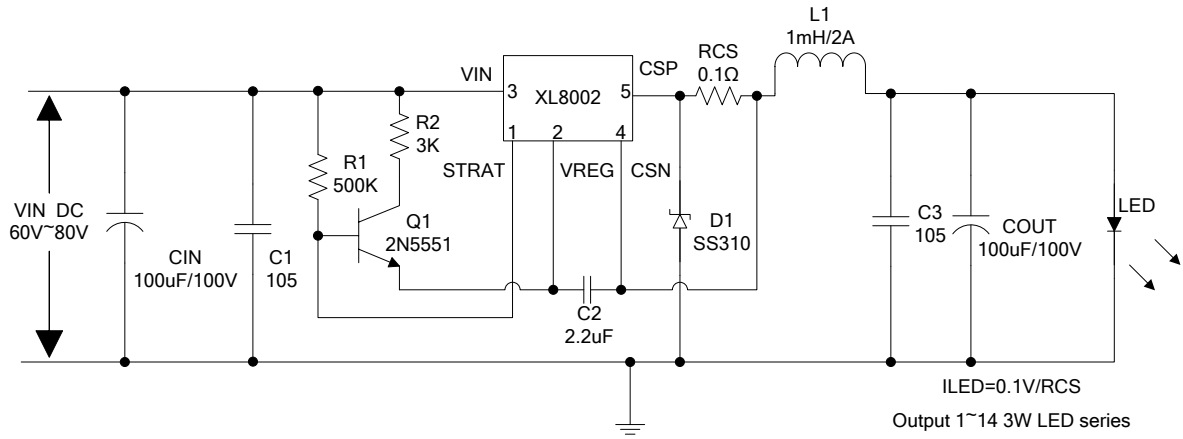 L1
1mH/2A
RCS
0.1Ω
CSP
VIN
3
XL8002
5
1
2
4
R2
3K
STRAT
VREG
CSN
R1
500K
Q1
2N5551
D1
SS310
C2
2.2uF
VIN DC
60V~80V
CIN
100uF/100V
C1
105
C3
105
COUT
100uF/100V
LED
ILED=0.1V/RCS
Output 1~14 3W LED series